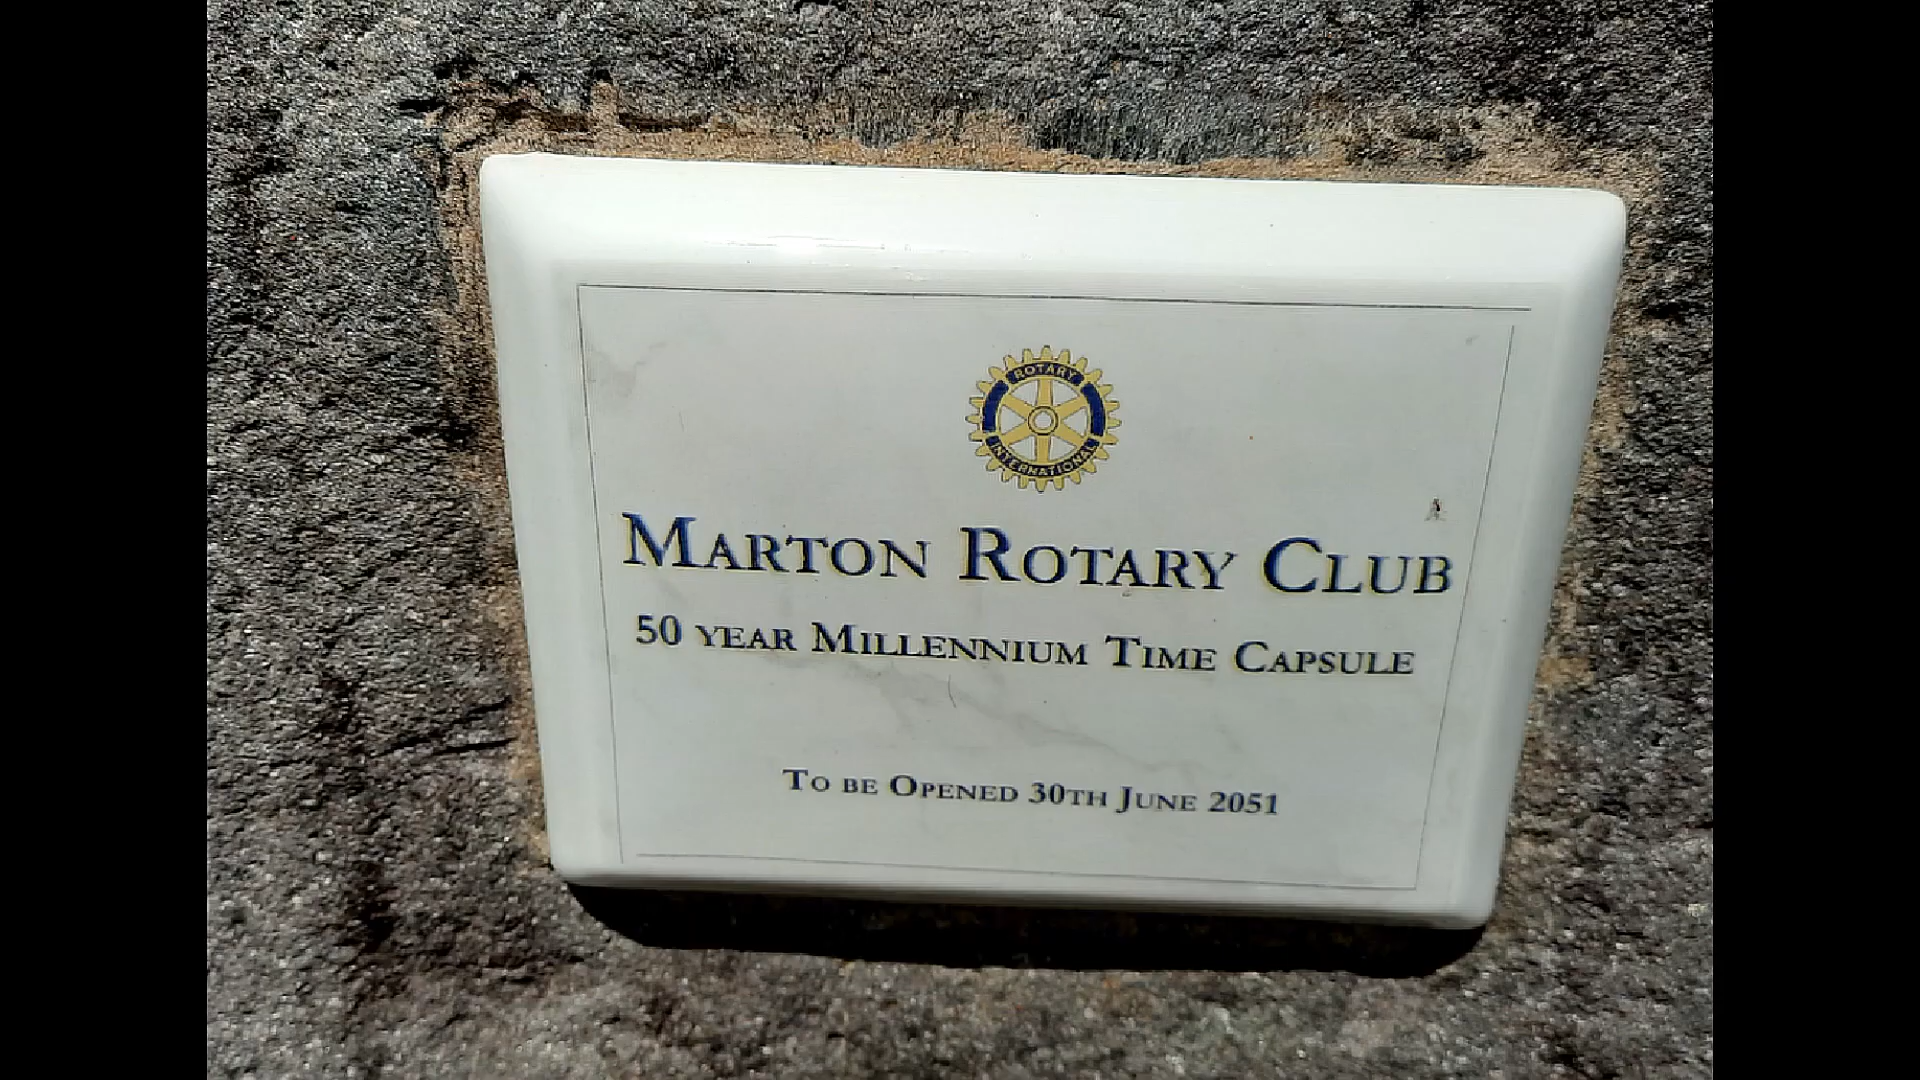 ROTARY
INTERNATIONAL
MARTON ROTARY CLUB
50 YEAR MILLENNIUM TIME CAPSULE
TO BE OPENED 30TH JUNE 2051